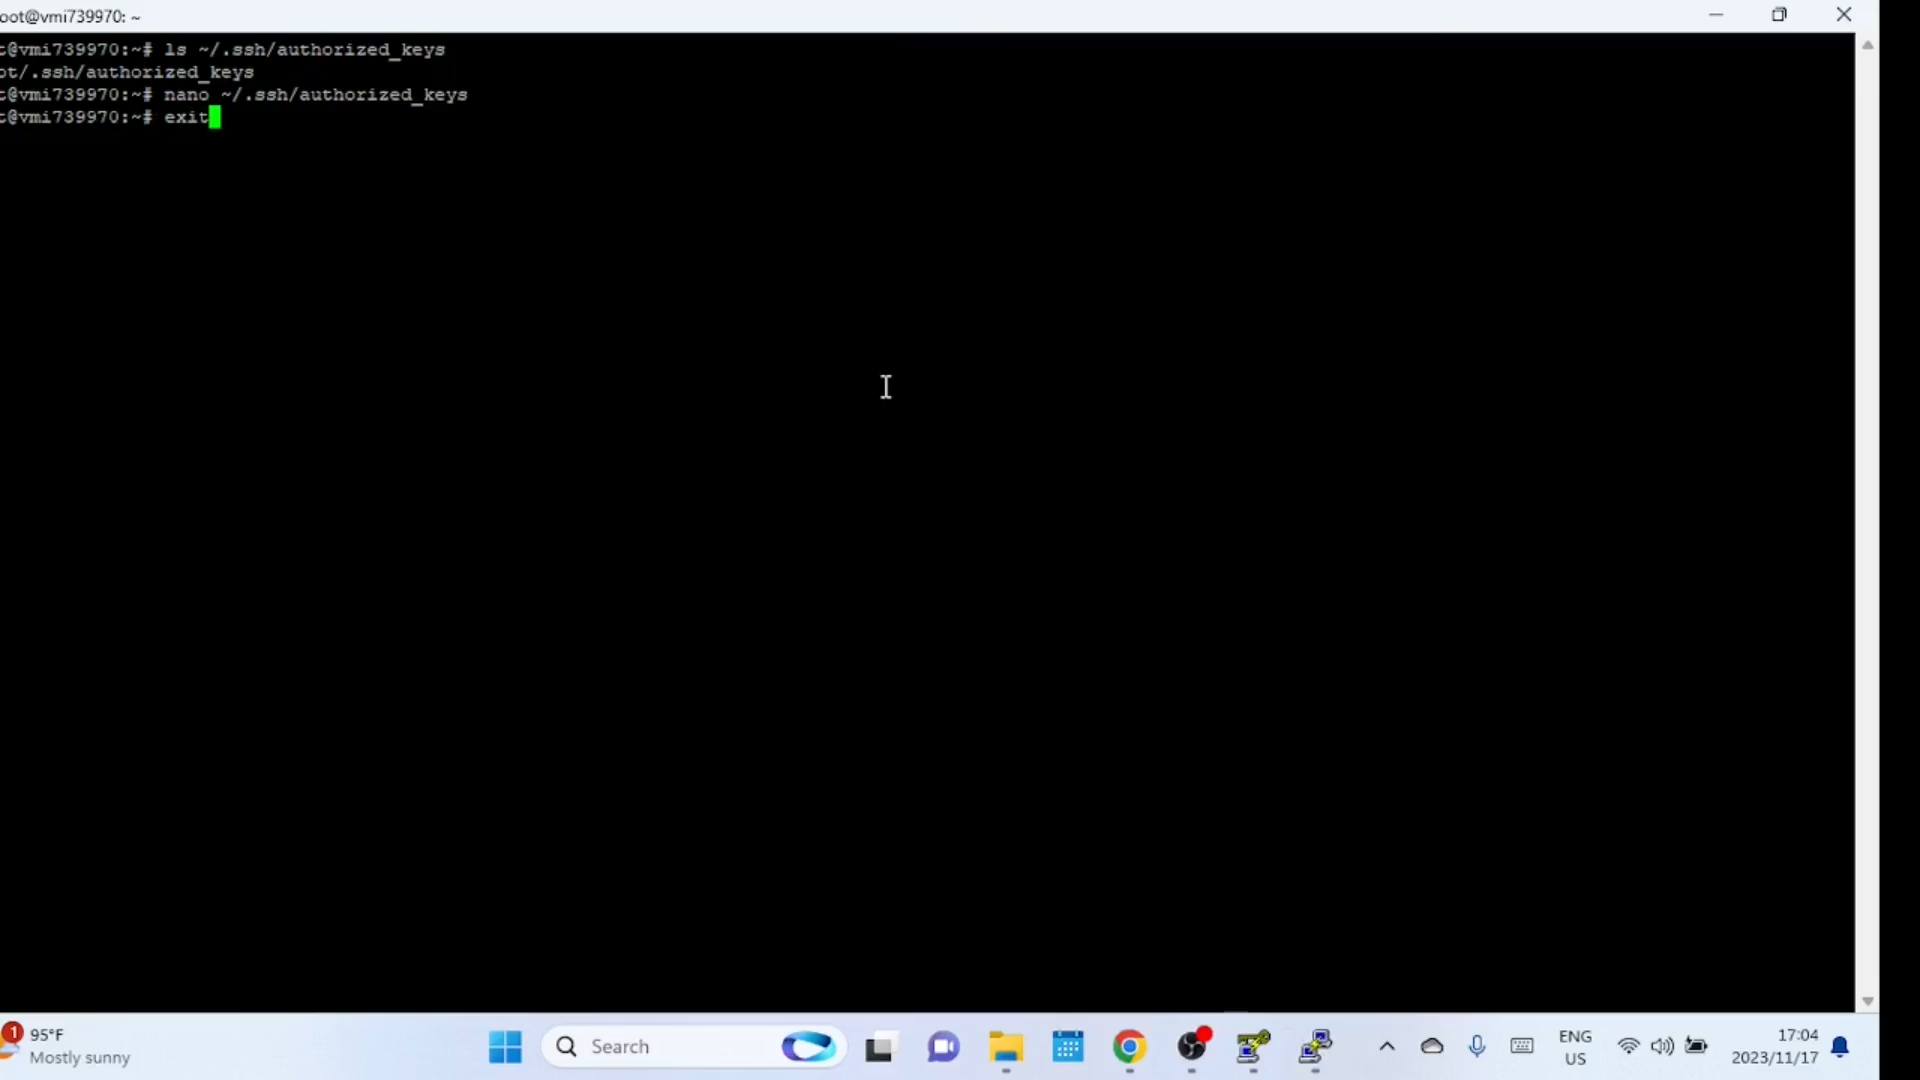 oot@vmi739970: ~
t@vmi739970:~# ls ~/.ssh/authorized_keys
ot/.ssh/authorized_keys
t@vmi739970:~# nano ~/.ssh/authorized_keys
t@vmi739970:~# exit
1
95°F
Mostly sunny
Search
ENG
US
17:04
2023/11/17